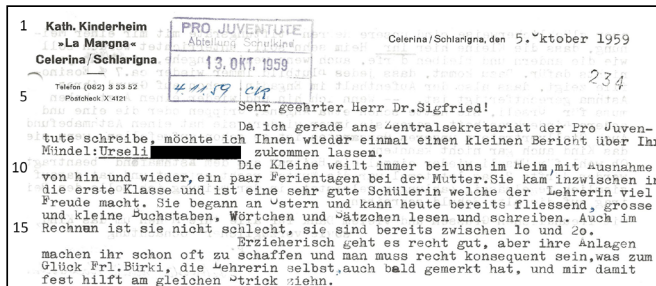 1
Kath. Kinderheim
»La Margna«
Celerina/Schlarigna
Telefon (082) 3 33 52
Postcheck X 4121
PRO JUVENTUTE
Abteilung Schulkind
13. OKT. 1959
Celerina/Schlarigna, den 5. Oktober 1959
234
5
Sehr geehrter Herr Dr.Sigfried!
Da ich gerade ans Zentralsekretariat der Pro Juven-
tute schreibe, möchte ich Ihnen wieder einmal einen kleinen Bericht über Ihr
Mündel:Urseli zukommen lassen.
Die Kleine weilt immer bei uns im Heim,mit Ausnahme
10 von hin und wieder,ein paar Ferientagen bei der Mutter.Sie kam inzwischen in
die erste Klasse und ist eine sehr gute Schülerin welche der Lehrerin viel
Freude macht. Sie begann an Ostern und kann heute bereits fliessend, grosse
und kleine Buchstaben, Wörtchen und Sätzchen lesen und schreiben. Auch im
15 Rechnen ist sie nicht schlecht, sie sind bereits zwischen lo und 2o.
Erzieherisch geht es recht gut, aber ihre Anlagen
machen ihr schon oft zu schaffen und man muss recht konsequent sein,was zum
Glück Frl.Bürki, die Lehrerin selbst,auch bald gemerkt hat, und mir damit
fest hilft am gleichen Strick ziehn.